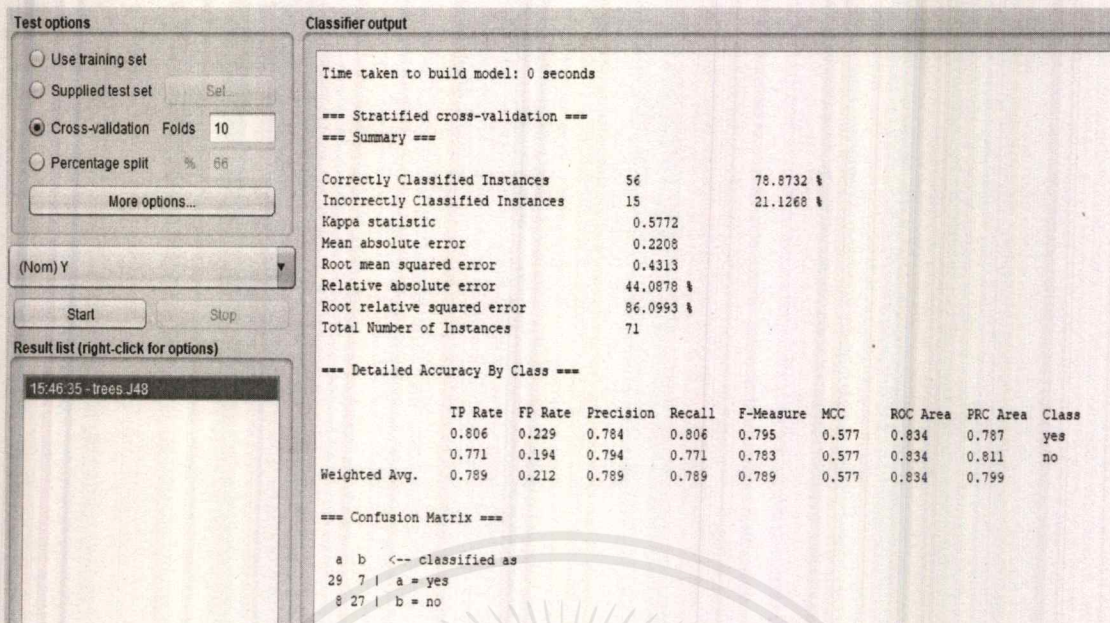 Test options
Use training set
Supplied test set Set...
Cross-validation Folds 10
Percentage split % 66
More options...
(Nom) Y
Start Stop
Result list (right-click for options)
15:46:35 - trees.J48
Classifier output
Time taken to build model: 0 seconds
=== Stratified cross-validation ===
=== Summary ===
Correctly Classified Instances 56 78.8732 %
Incorrectly Classified Instances 15 21.1268 %
Kappa statistic 0.5772
Mean absolute error 0.2208
Root mean squared error 0.4313
Relative absolute error 44.0878 %
Root relative squared error 86.0993 %
Total Number of Instances 71
=== Detailed Accuracy By Class ===
TP Rate FP Rate Precision Recall F-Measure MCC ROC Area PRC Area Class
0.806 0.229 0.784 0.806 0.795 0.577 0.834 0.787 yes
0.771 0.194 0.794 0.771 0.783 0.577 0.834 0.811 no
Weighted Avg. 0.789 0.212 0.789 0.789 0.789 0.577 0.834 0.799
=== Confusion Matrix ===
a b <-- classified as
29 7 | a = yes
8 27 | b = no